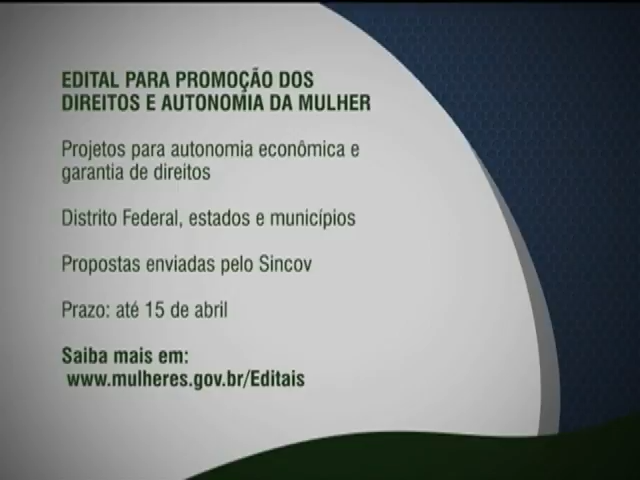 EDITAL PARA PROMOÇÃO DOS
DIREITOS E AUTONOMIA DA MULHER
Projetos para autonomia econômica e
garantia de direitos
Distrito Federal, estados e municípios
Propostas enviadas pelo Sincov
Prazo: até 15 de abril
Saiba mais em:
www.mulheres.gov.br/Editais